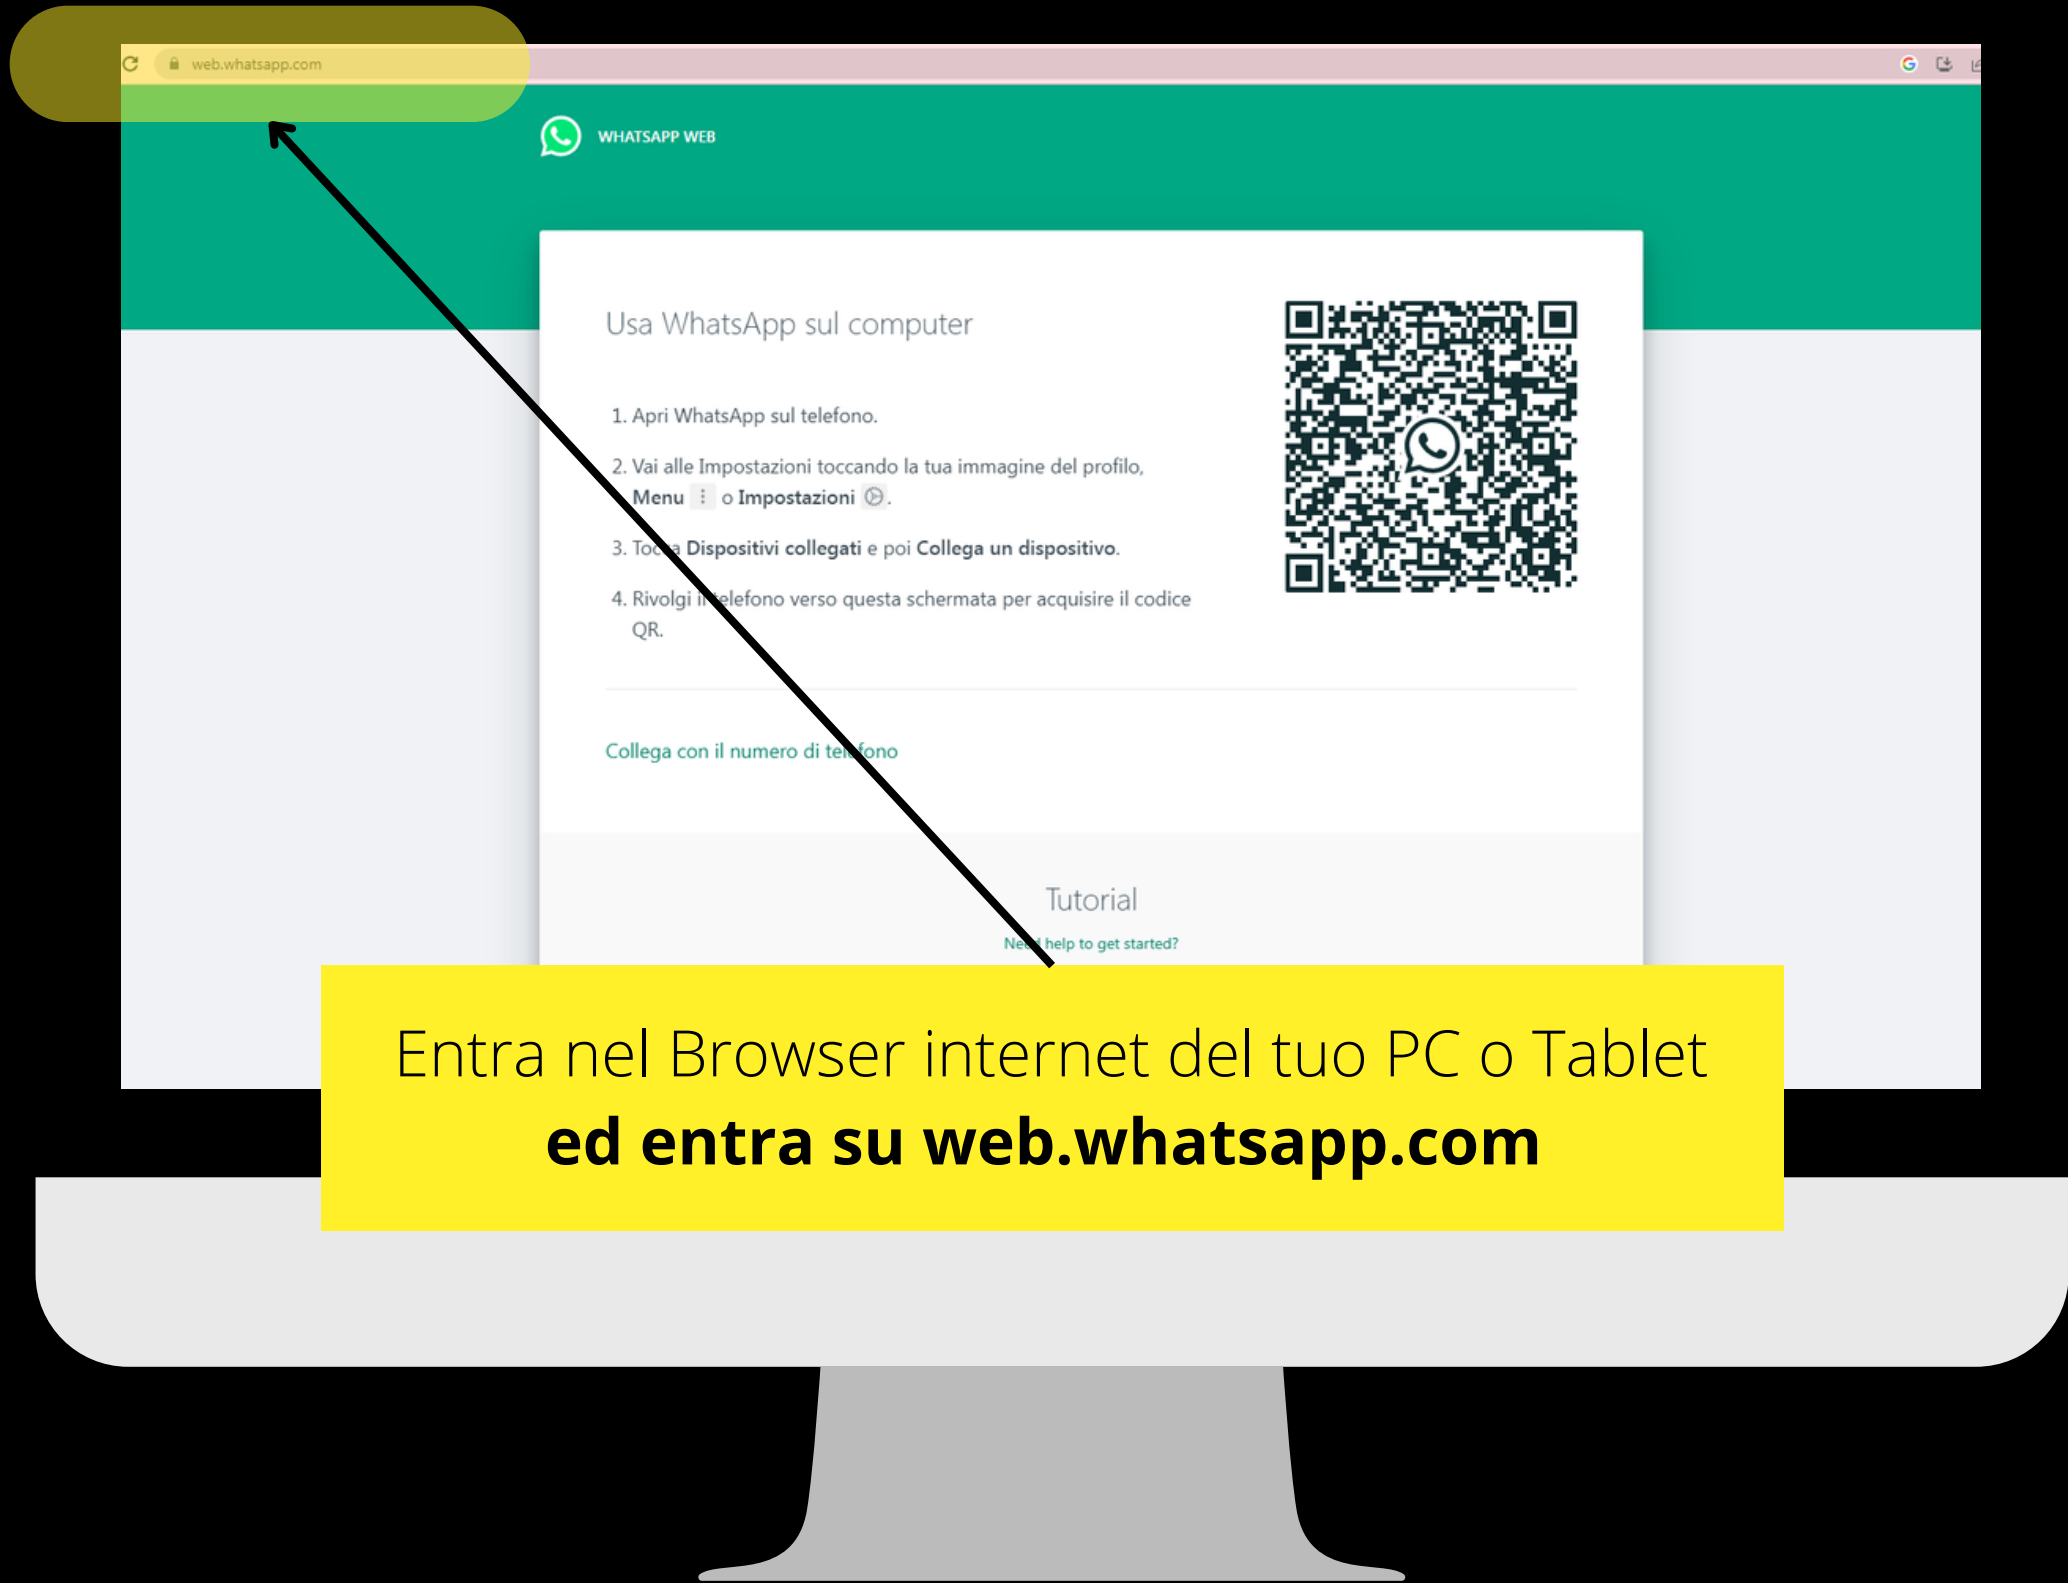 web.whatsapp.com
WHATSAPP WEB
Usa WhatsApp sul computer
1. Apri WhatsApp sul telefono.
2. Vai alle Impostazioni toccando la tua immagine del profilo,
Menu o Impostazioni .
3. Tocca Dispositivi collegati e poi Collega un dispositivo.
4. Rivolgi il telefono verso questa schermata per acquisire il codice
QR.
Collega con il numero di telefono
Tutorial
Need help to get started?
Entra nel Browser internet del tuo PC o Tablet
ed entra su web.whatsapp.com